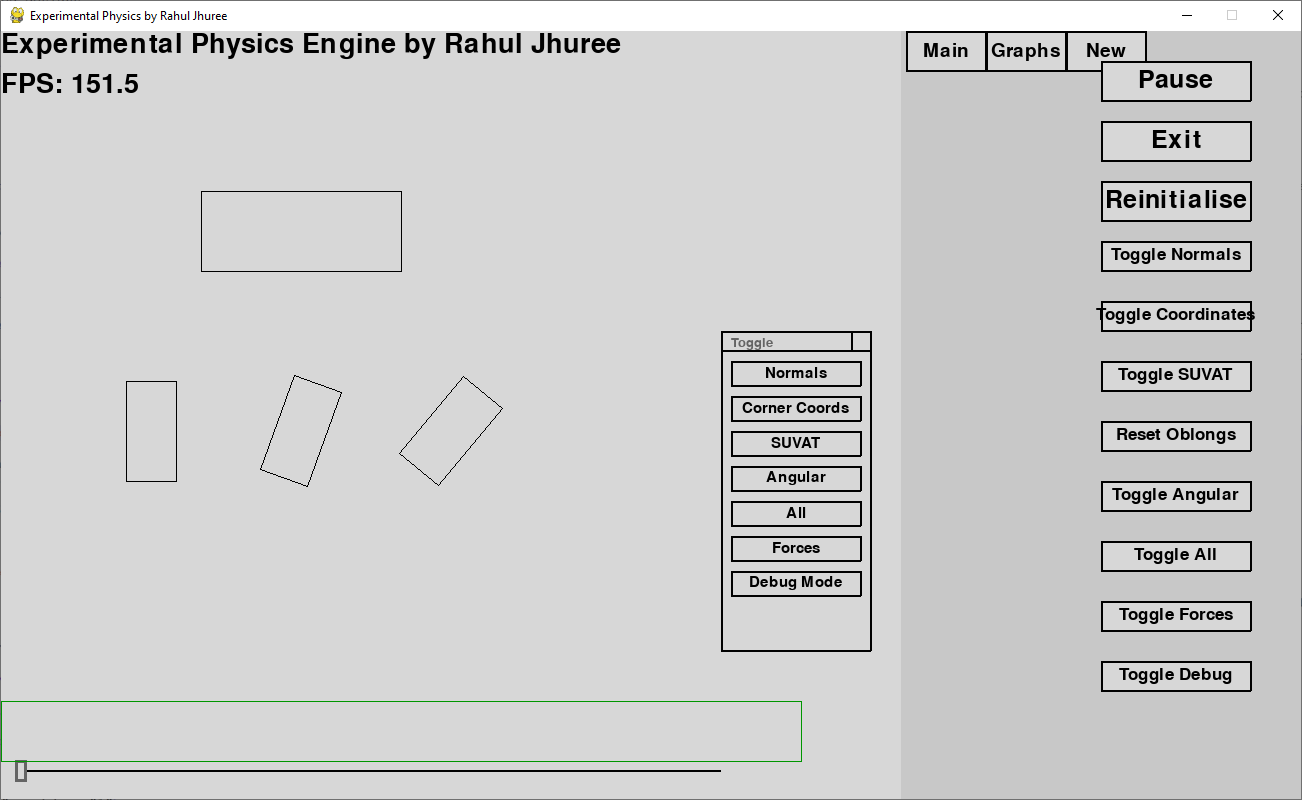 Experimental Physics by Rahul Jhuree
Experimental Physics Engine by Rahul Jhuree
FPS: 151.5
Main
Graphs
New
Pause
Exit
Reinitialise
Toggle Normals
Toggle Coordinates
Toggle SUVAT
Reset Oblongs
Toggle Angular
Toggle All
Toggle Forces
Toggle Debug
Toggle
Normals
Corner Coords
SUVAT
Angular
All
Forces
Debug Mode